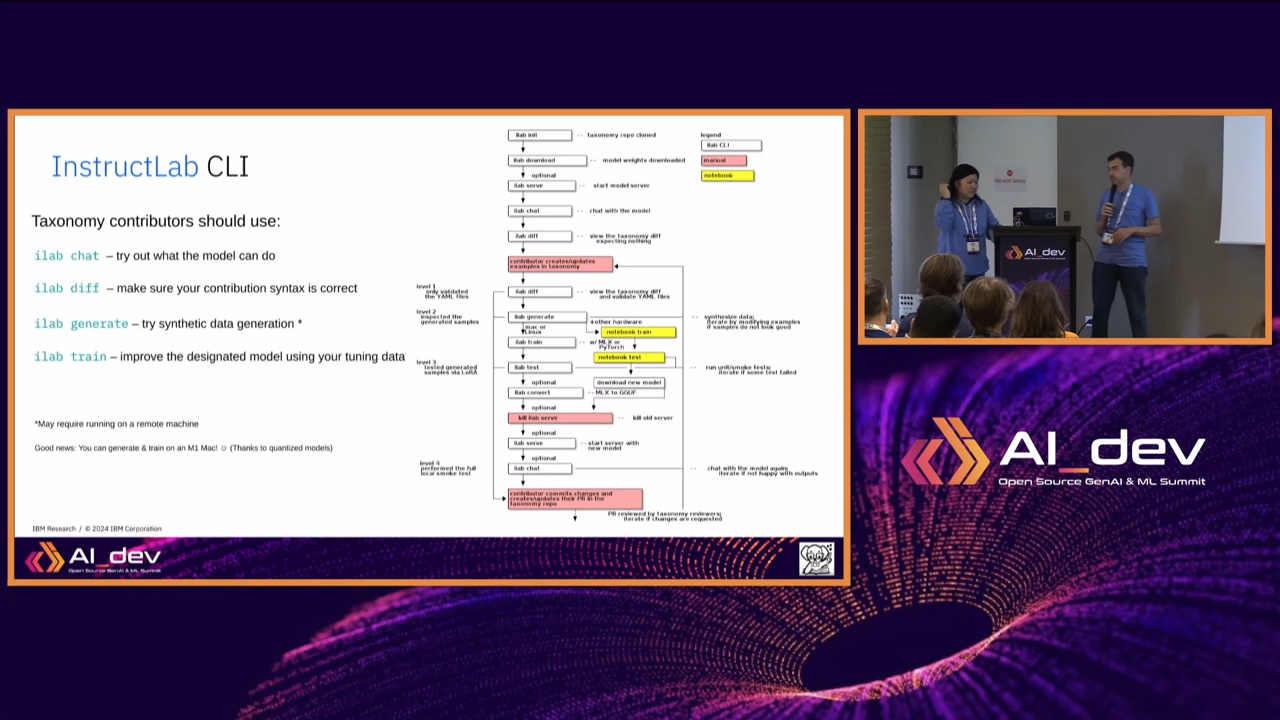 InstructLab CLI
Taxonomy contributors should use:
ilab chat – try out what the model can do
ilab diff – make sure your contribution syntax is correct
ilab generate – try synthetic data generation *
ilab train – improve the designated model using your tuning data
*May require running on a remote machine
Good news: You can generate & train on an M1 Mac! ☺ (Thanks to quantized models)
IBM Research / © 2024 IBM Corporation
ilab init
taxonomy repo cloned
ilab download
model weights downloaded
optional
ilab serve
start model server
ilab chat
chat with the model
ilab diff
view the taxonomy diff
expecting nothing
contributor creates/updates
examples in taxonomy
level 1
only validated
the YAML files
ilab diff
view the taxonomy diff
and validate YAML files
level 2
inspected the
generated samples
ilab generate
synthesize data;
iterate by modifying examples
if samples do not look good
mac or
Linux
+other hardware
notebook train
ilab train
w/ MLX or
PyTorch
notebook test
level 3
tested generated
samples via LoRA
ilab test
run unit/smoke tests;
iterate if some test failed
optional
download new model
ilab convert
MLX to GGUF
optional
kill ilab serve
kill old server
optional
ilab serve
start server with
new model
optional
level 4
performed the full
local smoke test
ilab chat
chat with the model again;
iterate if not happy with outputs
contributor commits changes and
creates/updates their PR in the
taxonomy repo
PR reviewed by taxonomy reviewers;
iterate if changes are requested
legend
ilab CLI
manual
notebook
AI_dev
Open Source GenAI & ML Summit
DO NOT OPEN
AI_dev
AI_dev
Open Source GenAI & ML Summit